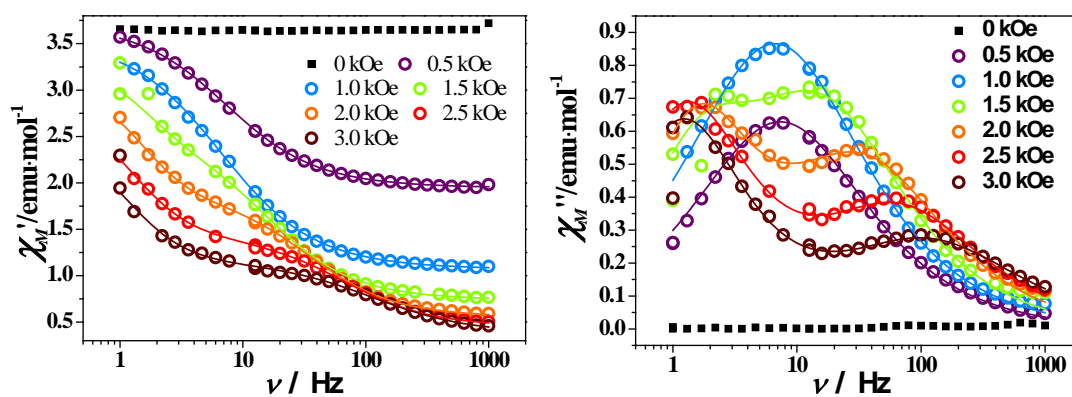 3.5
3.0
2.5
2.0
1.5
1.0
0.5
χM'/emu·mol-1
0 kOe 0.5 kOe
1.0 kOe 1.5 kOe
2.0 kOe 2.5 kOe
3.0 kOe
1 10 100 1000
ν / Hz
0.9
0.8
0.7
0.6
0.5
0.4
0.3
0.2
0.1
0.0
χM''/emu·mol-1
0 kOe
0.5 kOe
1.0 kOe
1.5 kOe
2.0 kOe
2.5 kOe
3.0 kOe
1 10 100 1000
ν / Hz